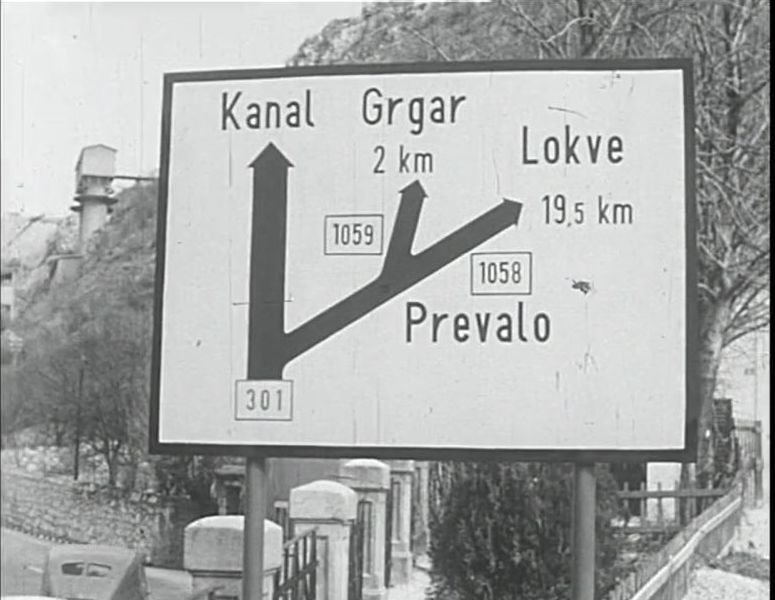 Kanal
Grgar
2 km
Lokve
19,5 km
1059
1058
Prevalo
301